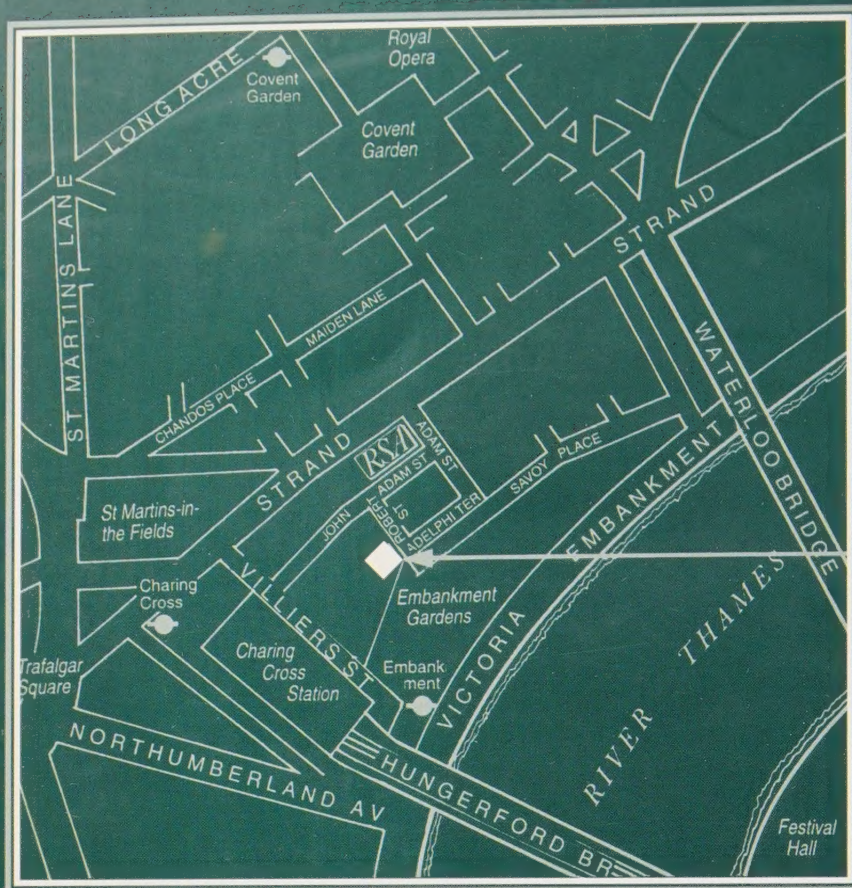 Royal
Opera
LONG ACRE
Covent
Garden
Covent
Garden
ST MARTINS LANE
STRAND
MAIDEN LANE
CHANDOS PLACE
WATERLOO BRIDGE
STRAND
RSA
ADAM ST
JOHN ADAM ST
ROBERT
ST
ADELPHI TER
SAVOY PLACE
St Martins-in-
the Fields
VICTORIA EMBANKMENT
Charing
Cross
VILLIERS ST
Embankment
Gardens
RIVER THAMES
Trafalgar
Square
Charing
Cross
Station
Embank
ment
NORTHUMBERLAND AV
HUNGERFORD BR
Festival
Hall